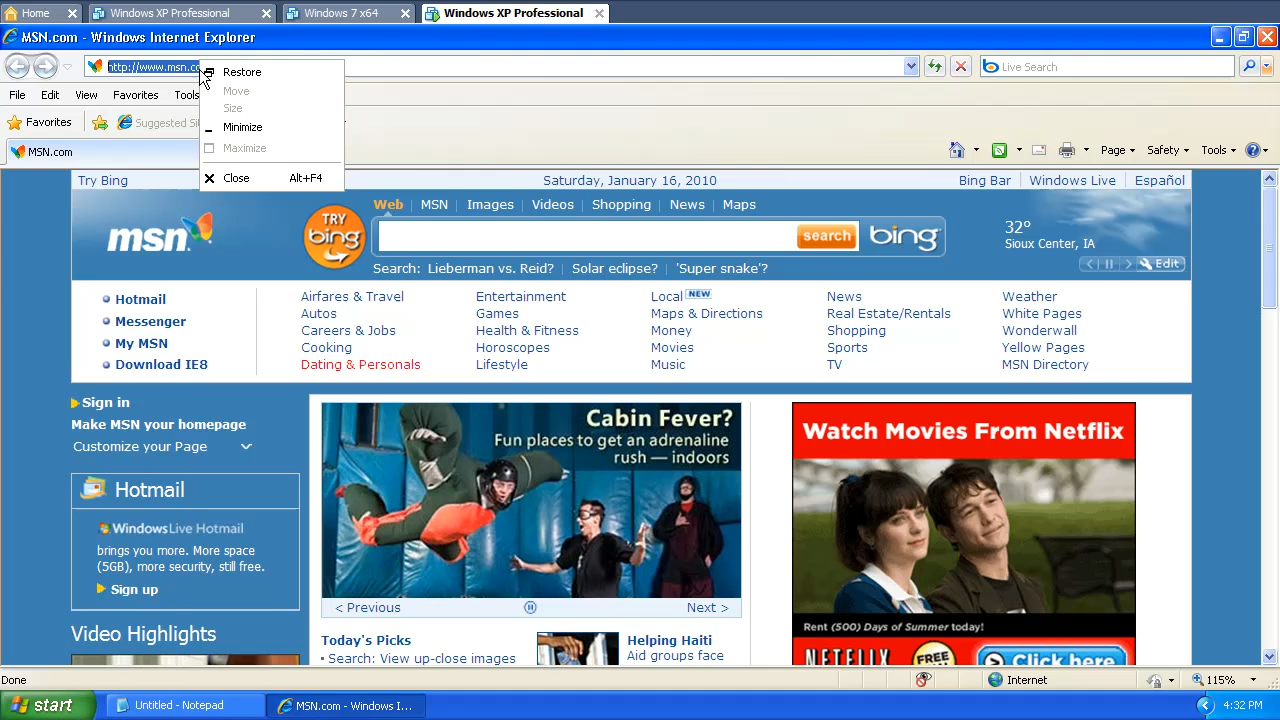 Home
Windows XP Professional
Windows 7 x64
Windows XP Professional
MSN.com - Windows Internet Explorer
http://www.msn.co
Live Search
Restore
Move
Size
Minimize
Maximize
Close Alt+F4
File Edit View Favorites Tools
Favorites
Suggested Si
MSN.com
Page Safety Tools
Try Bing
Saturday, January 16, 2010
Bing Bar Windows Live Español
msn
TRY bing
Web MSN Images Videos Shopping News Maps
search
bing
32°
Sioux Center, IA
Edit
Search: Lieberman vs. Reid? Solar eclipse? 'Super snake'?
Hotmail
Messenger
My MSN
Download IE8
Airfares & Travel
Autos
Careers & Jobs
Cooking
Dating & Personals
Entertainment
Games
Health & Fitness
Horoscopes
Lifestyle
Local NEW
Maps & Directions
Money
Movies
Music
News
Real Estate/Rentals
Shopping
Sports
TV
Weather
White Pages
Wonderwall
Yellow Pages
MSN Directory
Sign in
Make MSN your homepage
Customize your Page
Hotmail
Windows Live Hotmail
brings you more. More space
(5GB), more security, still free.
Sign up
Video Highlights
Cabin Fever?
Fun places to get an adrenaline
rush — indoors
< Previous
Next >
Today's Picks
Search: View up-close images
Helping Haiti
Aid groups face
Watch Movies From Netflix
Rent (500) Days of Summer today!
NETFLIX
FREE
Click here
Done
Internet
115%
start
Untitled - Notepad
MSN.com - Windows I...
4:32 PM